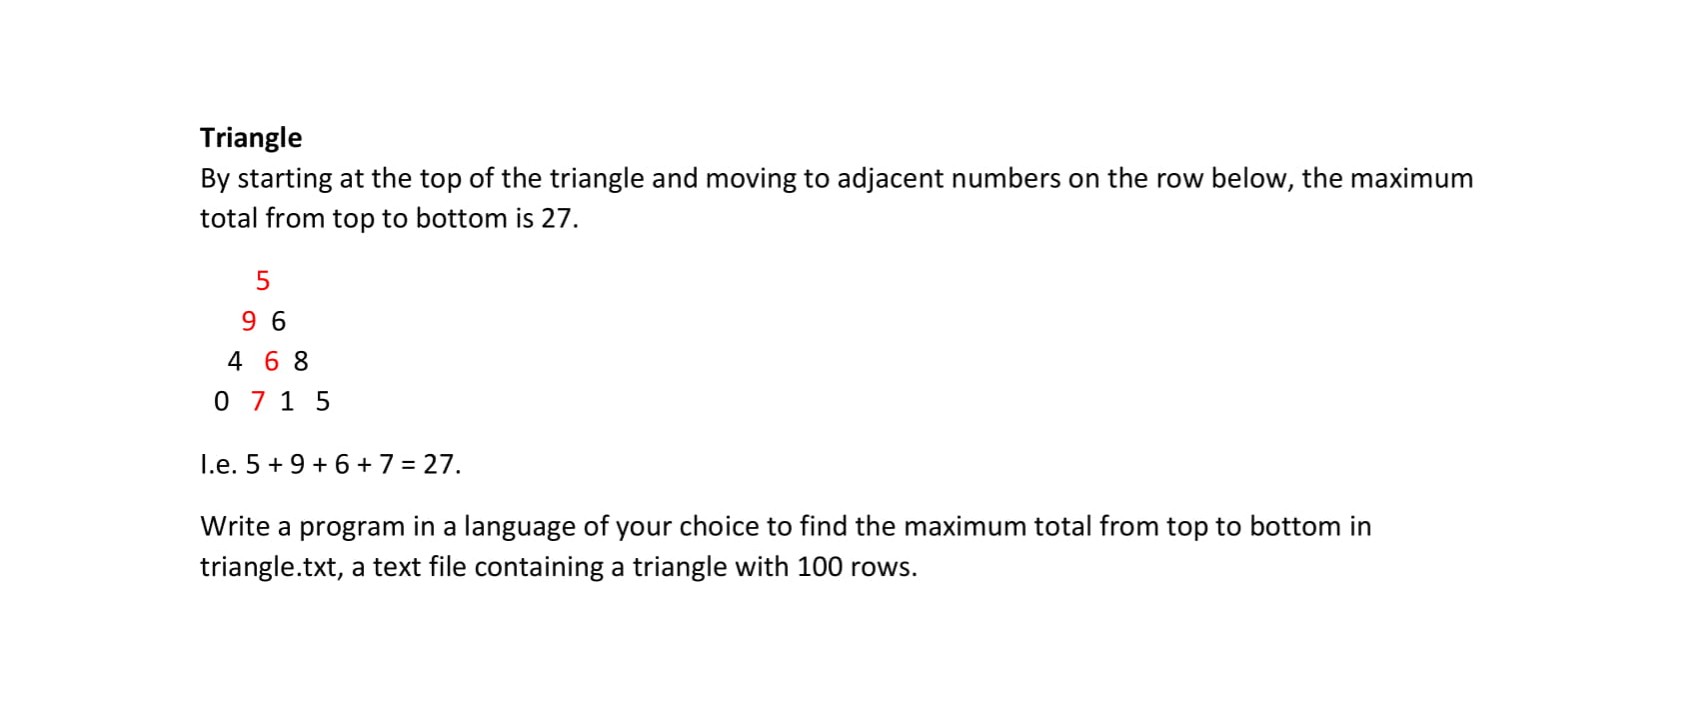 Triangle
By starting at the top of the triangle and moving to adjacent numbers on the row below, the maximum
total from top to bottom is 27.
5
9 6
4 6 8
0 7 1 5
I.e. 5 + 9 + 6 + 7 = 27.
Write a program in a language of your choice to find the maximum total from top to bottom in
triangle.txt, a text file containing a triangle with 100 rows.